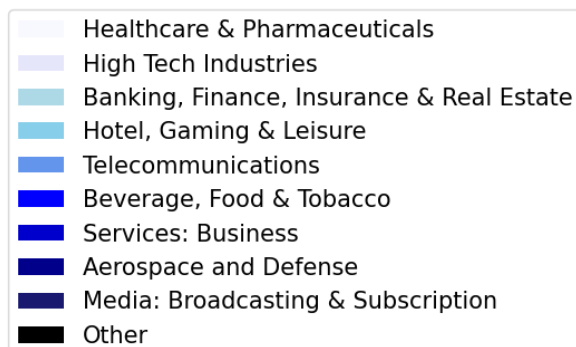 Healthcare & Pharmaceuticals
High Tech Industries
Banking, Finance, Insurance & Real Estate
Hotel, Gaming & Leisure
Telecommunications
Beverage, Food & Tobacco
Services: Business
Aerospace and Defense
Media: Broadcasting & Subscription
Other